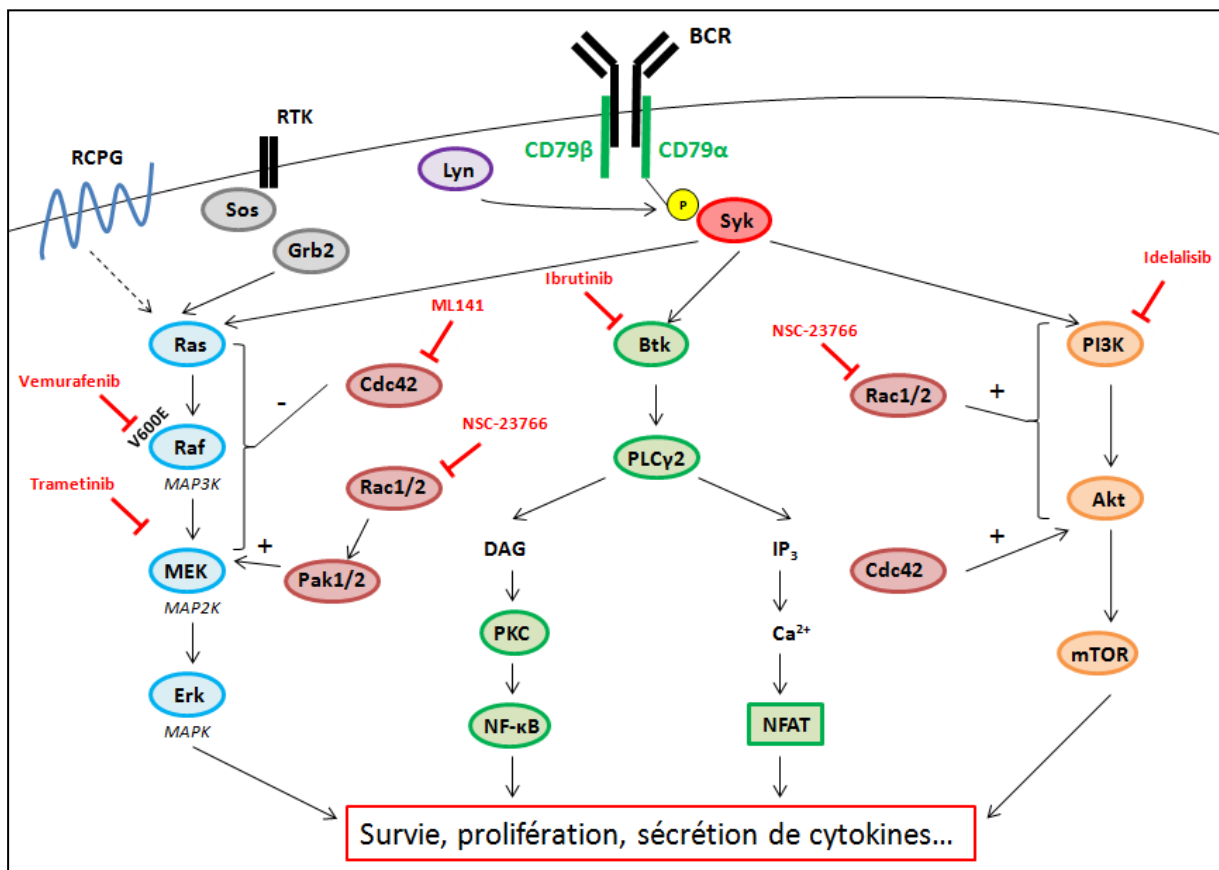 BCR
RTK
RCPG
CD79β
CD79α
Lyn
P
Sos
Syk
Grb2
Idelalisib
Ibrutinib
ML141
NSC-23766
Ras
Btk
PI3K
Vemurafenib
Cdc42
Rac1/2
+
-
V600E
NSC-23766
Raf
MAP3K
PLCγ2
Trametinib
Rac1/2
Akt
+
+
MEK
MAP2K
Pak1/2
DAG
IP3
Cdc42
PKC
Ca2+
mTOR
Erk
MAPK
NF-κB
NFAT
Survie, prolifération, sécrétion de cytokines...